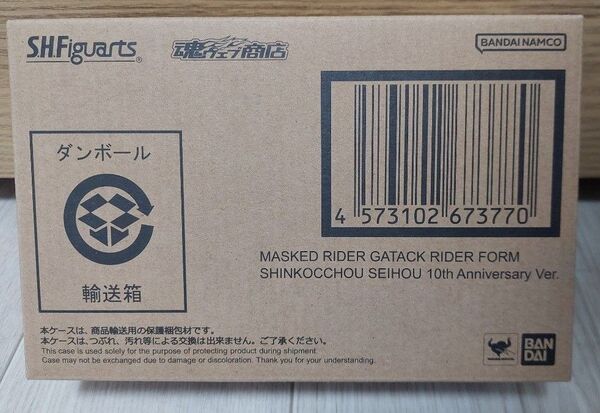 S.H.Figuarts®
魂ウェブ商店
BANDAI NAMCO
ダンボール
輸送箱
4 573102 673770
MASKED RIDER GATACK RIDER FORM
SHINKOCCHOU SEIHOU 10th Anniversary Ver.
本ケースは、商品輸送用の保護梱包材です。
本ケースは、つぶれ、汚れ等による交換は出来ません。ご了承ください。
This case is used solely for the purpose of protecting product during shipment.
Case may not be exchanged due to damage or discoloration. Thank you for your understanding.
BAN
DAI